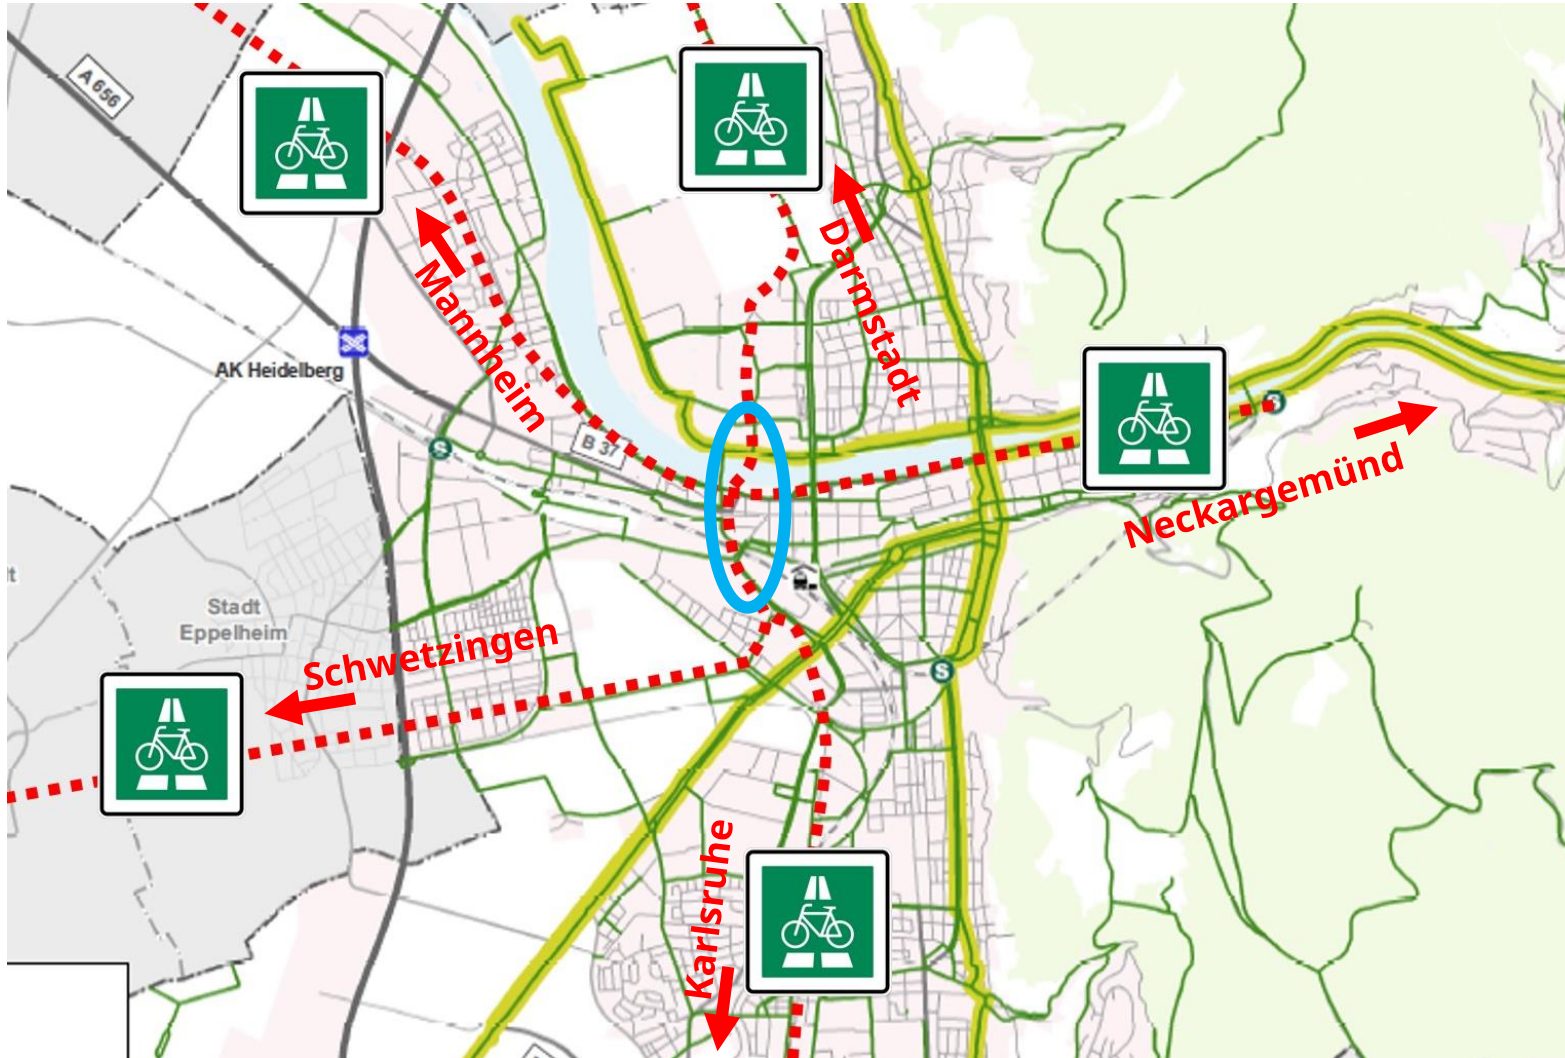 A 656
Darmstadt
Mannheim
AK Heidelberg
B 37
S
S
Neckargemünd
Stadt
Eppelheim
Schwetzingen
S
Karlsruhe
t